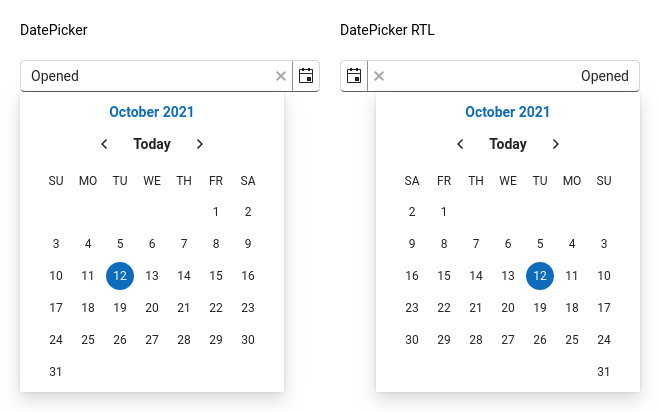 DatePicker
Opened
October 2021
Today
SU MO TU WE TH FR SA
1 2
3 4 5 6 7 8 9
10 11 12 13 14 15 16
17 18 19 20 21 22 23
24 25 26 27 28 29 30
31
DatePicker RTL
Opened
October 2021
Today
SA FR TH WE TU MO SU
2 1
9 8 7 6 5 4 3
16 15 14 13 12 11 10
23 22 21 20 19 18 17
30 29 28 27 26 25 24
31